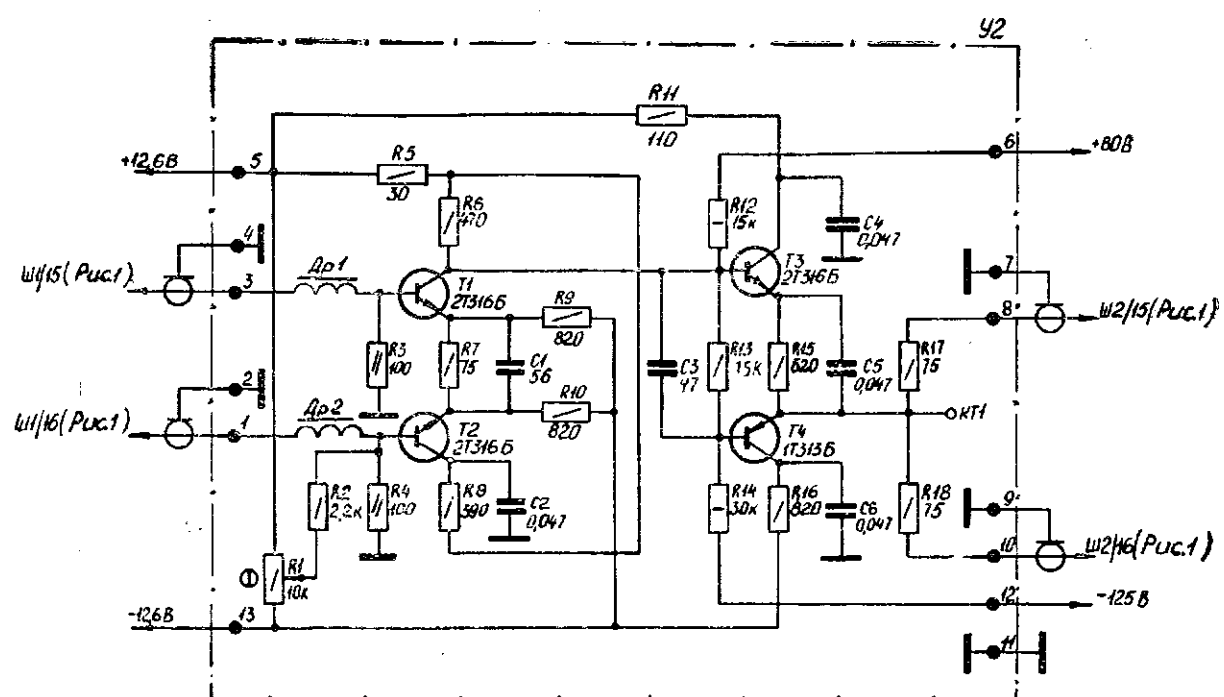 У2
R11
110
+12,6В
5
R5
30
6
+80В
R6
470
R12
15к
C4
0,047
4
Ш1/15(Рис.1)
3
Др1
T1
2Т316Б
T3
2Т316Б
7
8
Ш2/15(Рис.1)
R9
820
R3
100
R7
75
C1
56
C3
47
R13
15к
R15
620
C5
0,047
R17
75
2
R10
820
Ш1/16(Рис.1)
1
Др2
T2
2Т316Б
T4
1Т313Б
КТ1
R2
2,2к
R4
100
R8
390
C2
0,047
R14
30к
R16
820
C6
0,047
R18
75
9
10
Ш2/16(Рис.1)
R1
10к
-12,6В
13
12
-125В
11